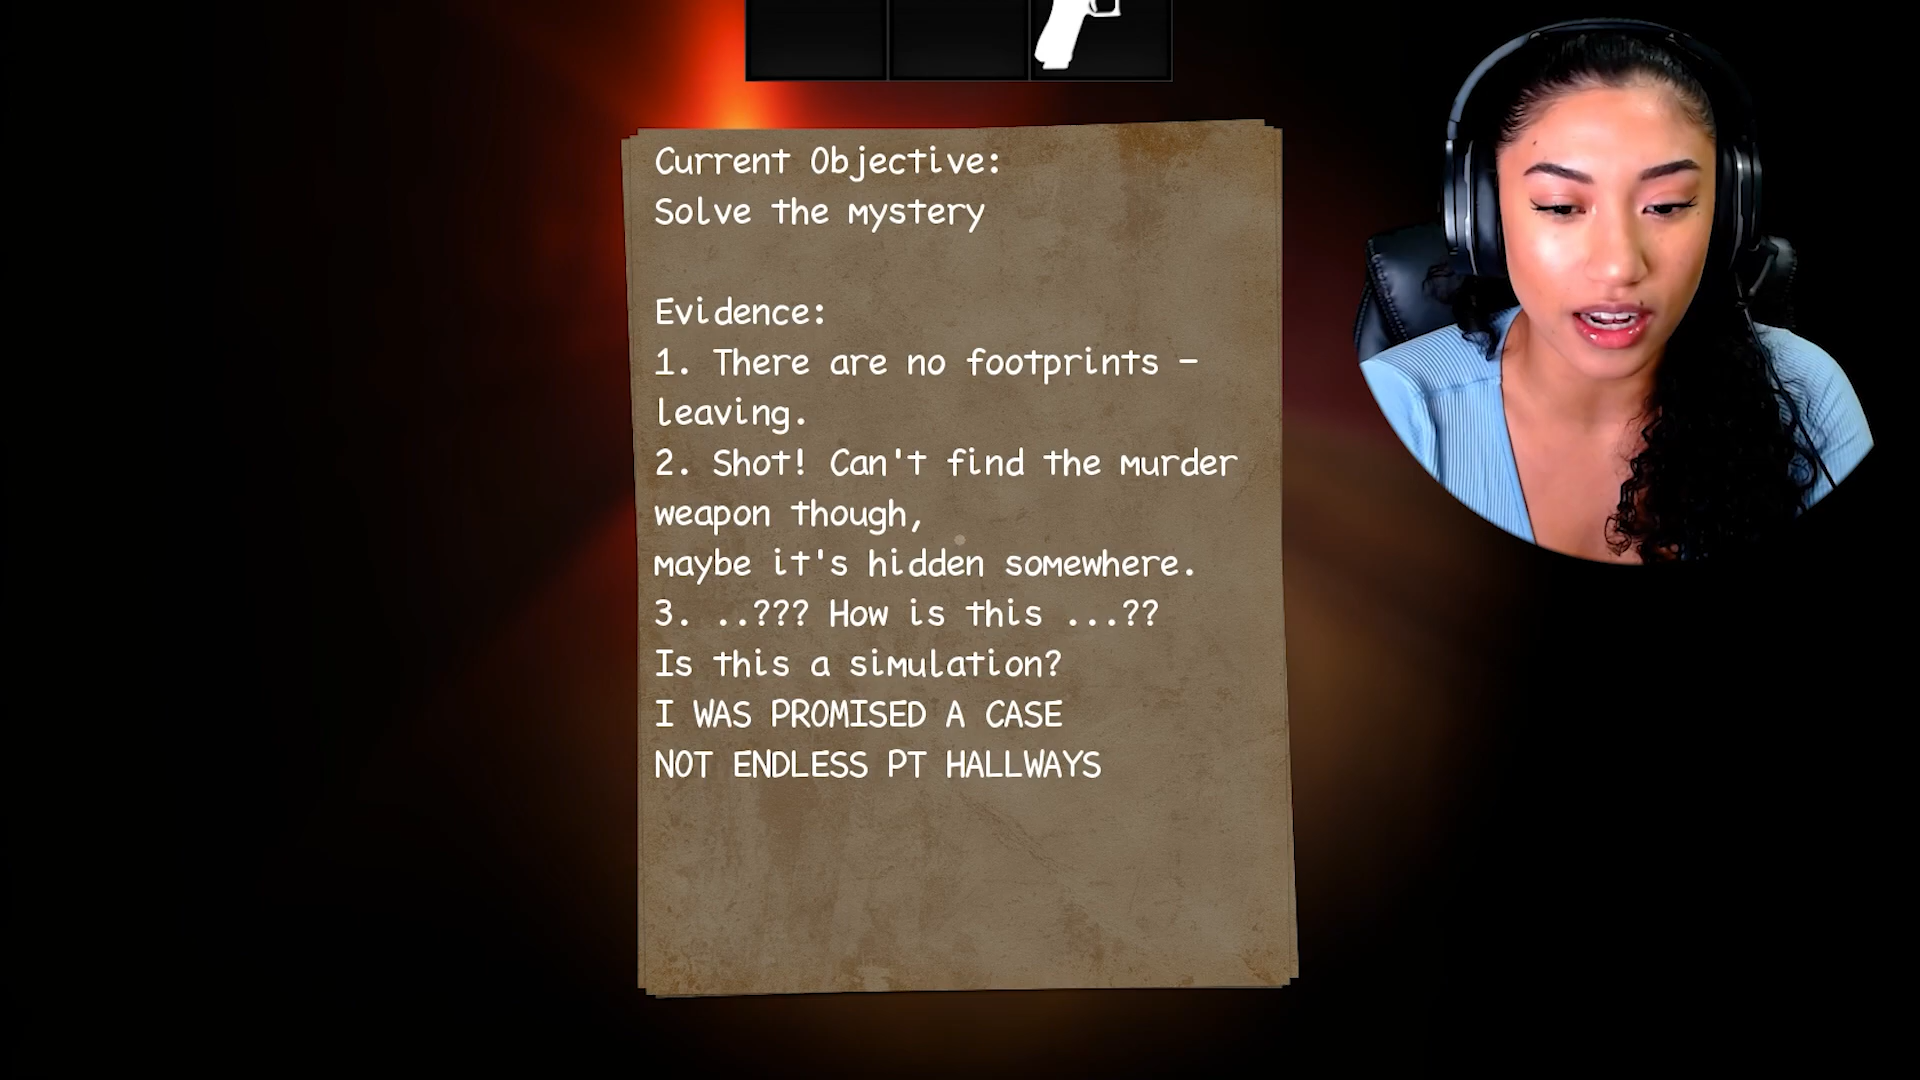 Current Objective:
Solve the mystery
Evidence:
1. There are no footprints -
leaving.
2. Shot! Can't find the murder
weapon though,
maybe it's hidden somewhere.
3. ..??? How is this ...??
Is this a simulation?
I WAS PROMISED A CASE
NOT ENDLESS PT HALLWAYS